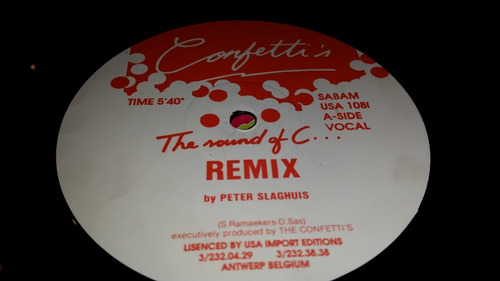 Confetti's
TIME 5'40"
SABAM
USA 108
A-SIDE
VOCAL
The sound of C...
REMIX
by PETER SLAGHUIS
(S.Ramaekers-D.Sas)
executively produced by THE CONFETTI'S
LISENCED BY USA IMPORT EDITIONS
3/232.04.29 3/232.38.38
ANTWERP BELGIUM